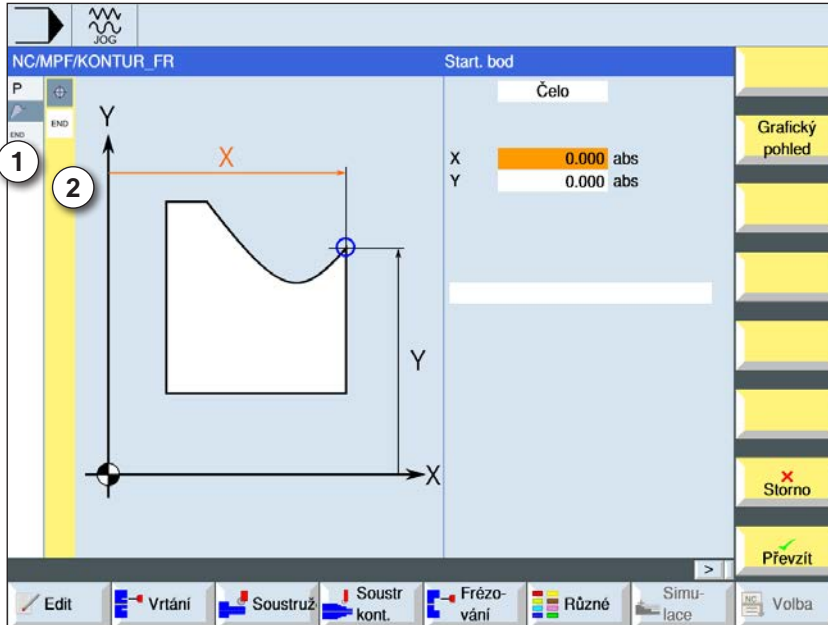 JOG
NC/MPF/KONTUR_FR
Start. bod
P
END
END
1
2
Y
X
Y
X
Čelo
X 0.000 abs
Y 0.000 abs
Grafický
pohled
Storno
Převzít
>
Edit
Vrtání
Soustruž
Soustr
kont.
Frézo-
vání
Různé
Simu-
lace
NC
Volba